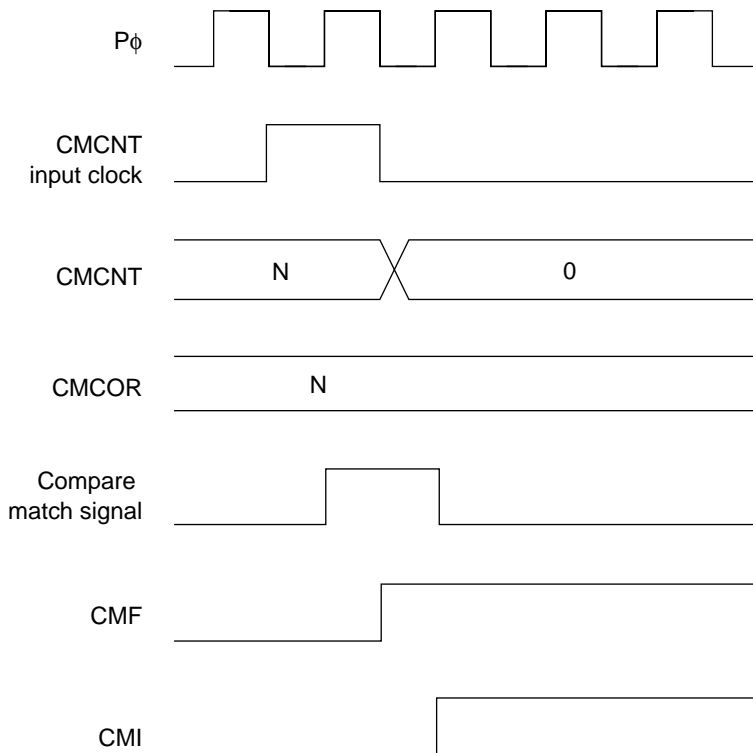 Pϕ
CMCNT
input clock
CMCNT
N
0
CMCOR
N
Compare
match signal
CMF
CMI